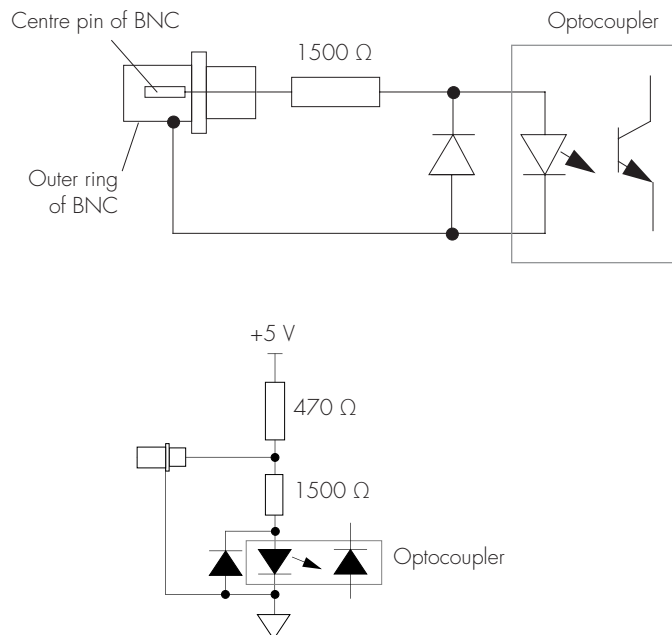 Centre pin of BNC
Optocoupler
1500 Ω
Outer ring
of BNC
+5 V
470 Ω
1500 Ω
Optocoupler